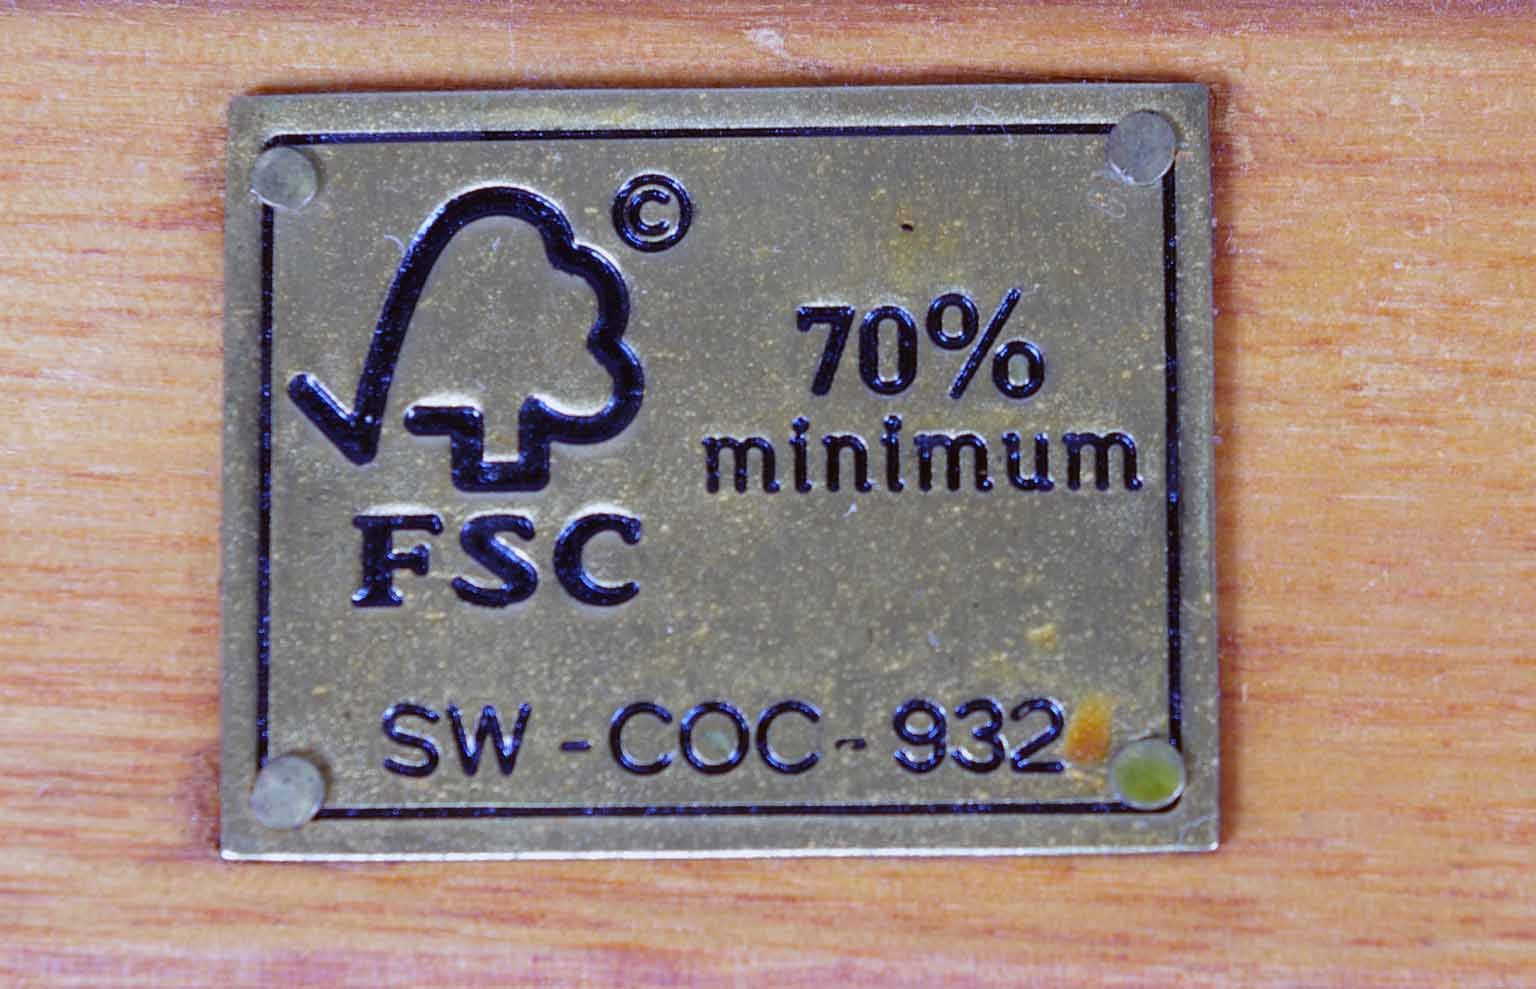 ©
70%
minimum
FSC
SW-COC-932